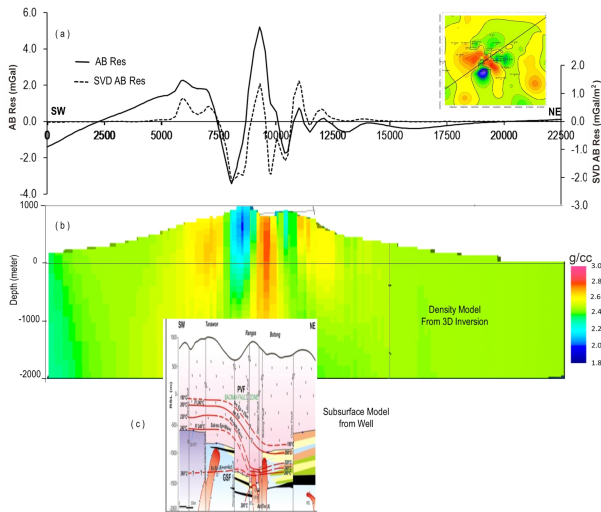 ( a )
AB Res
SVD AB Res
AB Res (mGal)
6.0
4.0
2.0
0.0
-2.0
-4.0
SW
NE
0 2500 5000 7500 10000 12500 15000 17500 20000 22500
2.0
1.0
0.0
-1.0
-2.0
-3.0
SVD AB Res (mGal/m²)
( b )
Depth (meter)
1000
0
-1000
-2000
Density Model
From 3D Inversion
g/cc
3.0
2.8
2.6
2.4
2.2
2.0
1.8
( c )
Subsurface Model
from Well
SW
Tanawon
Rangas
Botong
NE
PVF
GSF